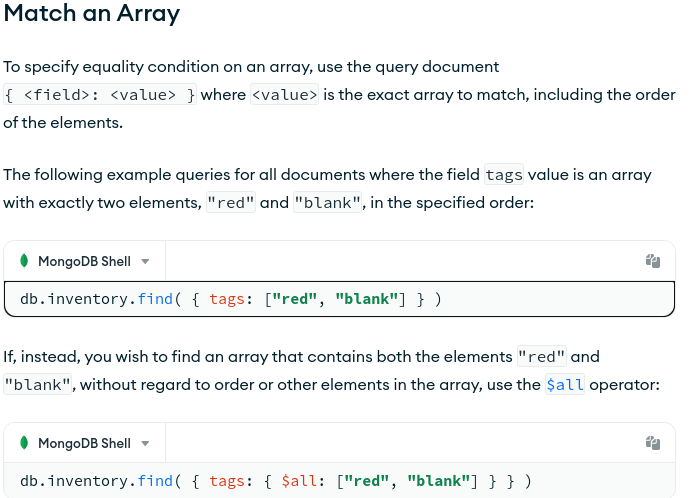 Match an Array
To specify equality condition on an array, use the query document
{ <field>: <value> } where <value> is the exact array to match, including the order
of the elements.
The following example queries for all documents where the field tags value is an array
with exactly two elements, "red" and "blank", in the specified order:
MongoDB Shell
db.inventory.find( { tags: ["red", "blank"] } )
If, instead, you wish to find an array that contains both the elements "red" and
"blank", without regard to order or other elements in the array, use the $all operator:
MongoDB Shell
db.inventory.find( { tags: { $all: ["red", "blank"] } } )